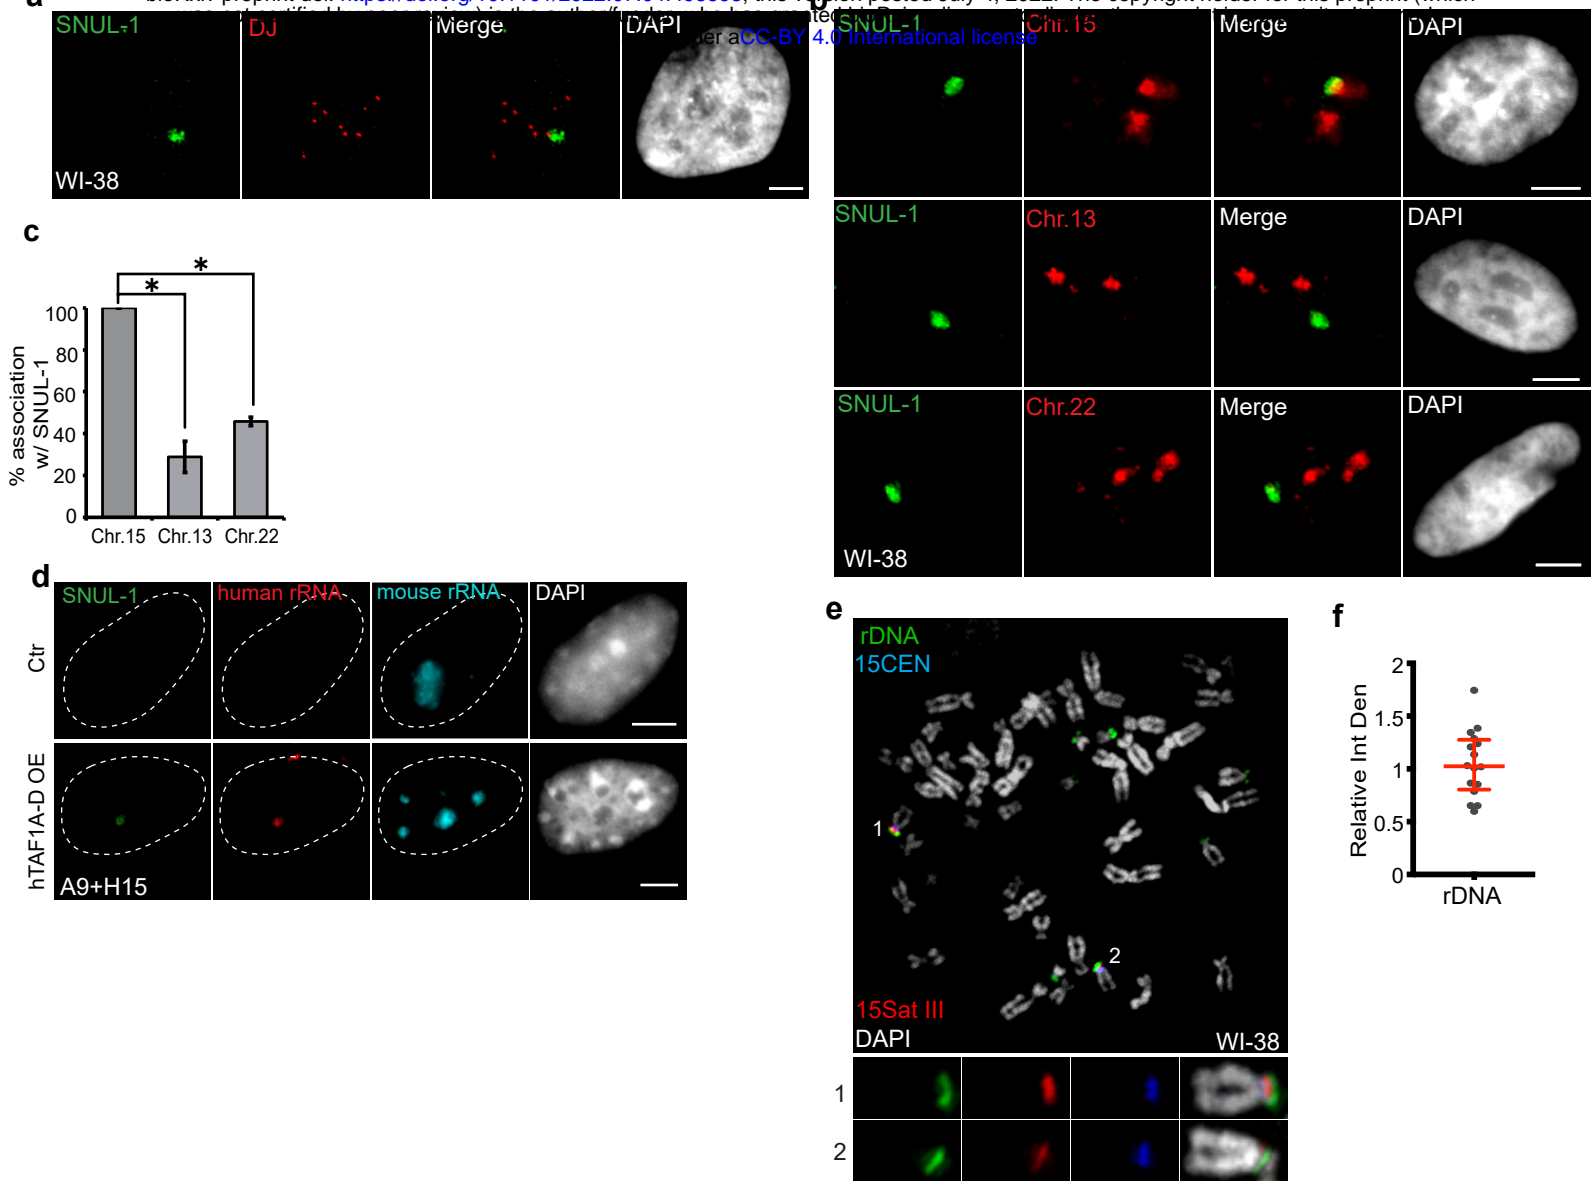 SNUL-1
DJ
Merge
DAPI
WI-38
CC-BY 4.0 International license
SNUL-1
Chr.15
Merge
DAPI
SNUL-1
Chr.13
Merge
DAPI
SNUL-1
Chr.22
Merge
DAPI
WI-38
c
% association
w/ SNUL-1
100
80
60
40
20
0
*
*
Chr.15
Chr.13
Chr.22
d
SNUL-1
human rRNA
mouse rRNA
DAPI
Ctr
hTAF1A-D OE
A9+H15
e
rDNA
15CEN
1
2
15Sat III
DAPI
WI-38
1
2
f
Relative Int Den
2
1.5
1
0.5
0
rDNA